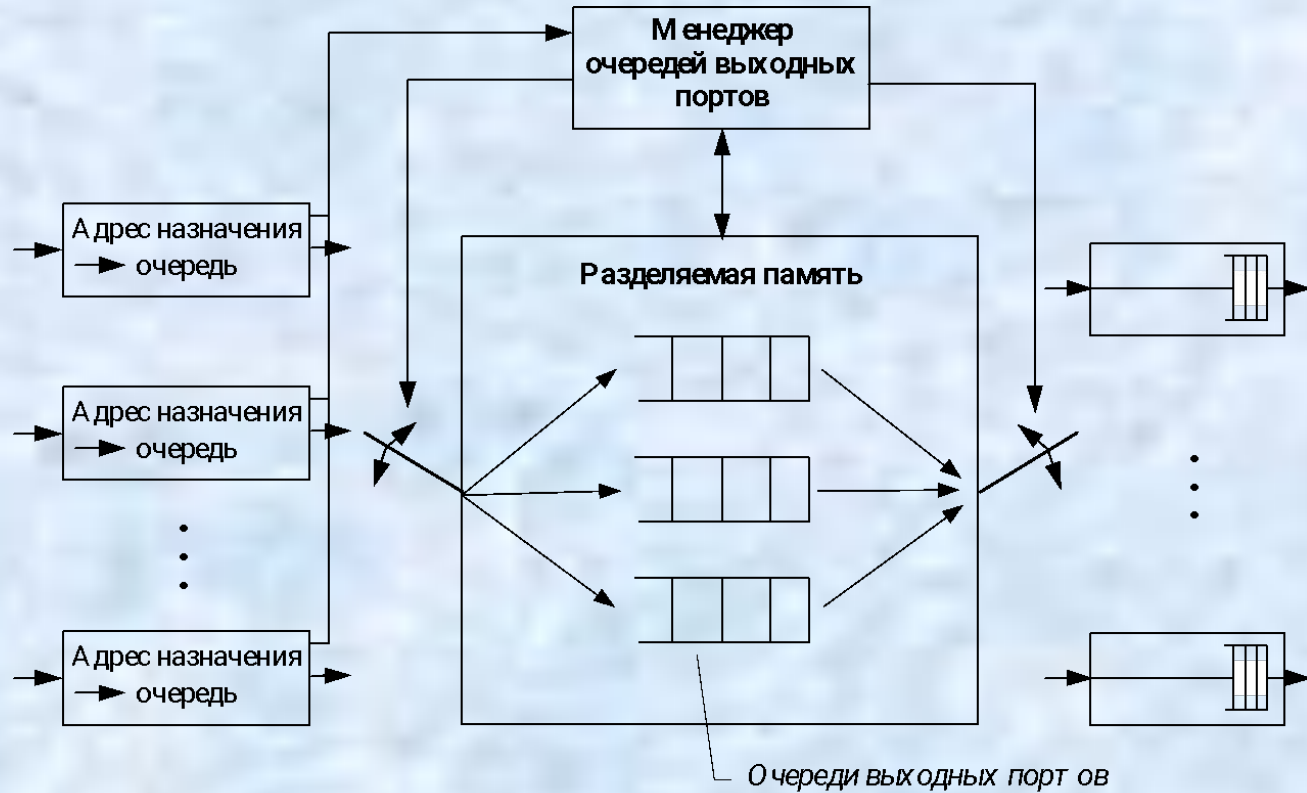 Менеджер
очередей выходных
портов
Адрес назначения
очередь
Разделяемая память
Адрес назначения
очередь
Адрес назначения
очередь
Очереди выходных портов